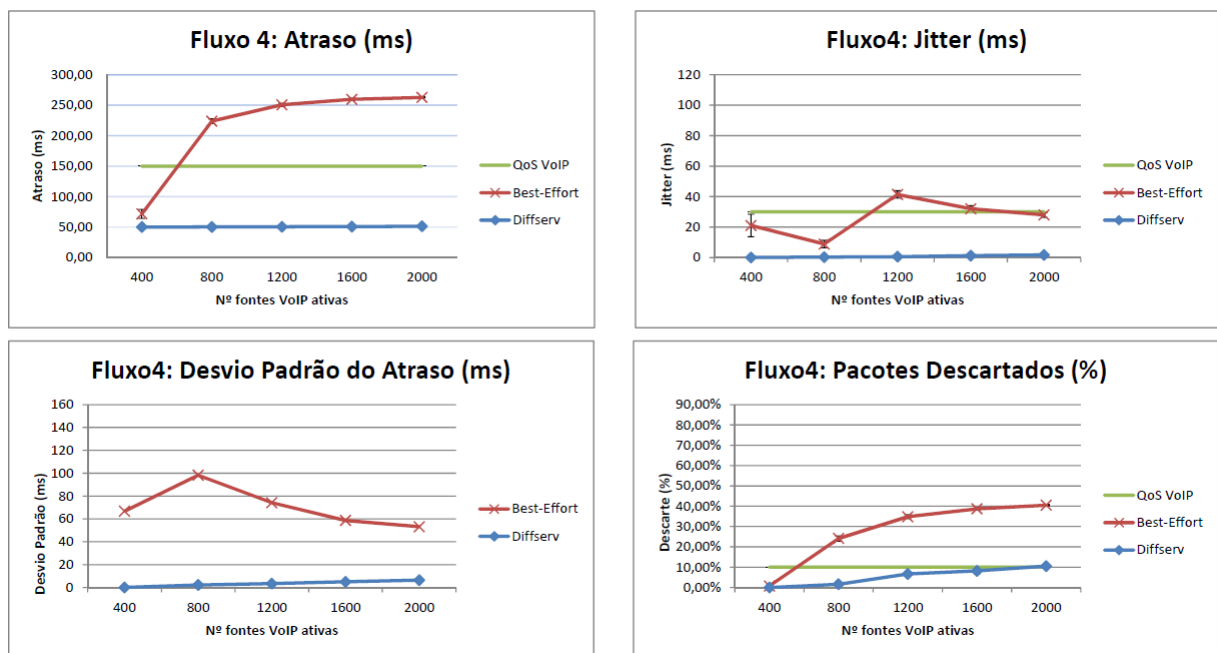 Fluxo 4: Atraso (ms)
Atraso (ms)
300,00
250,00
200,00
150,00
100,00
50,00
0,00
400 800 1200 1600 2000
Nº fontes VoIP ativas
QoS VoIP
Best-Effort
Diffserv
Fluxo4: Jitter (ms)
Jitter (ms)
120
100
80
60
40
20
0
400 800 1200 1600 2000
Nº fontes VoIP ativas
QoS VoIP
Best-Effort
Diffserv
Fluxo4: Desvio Padrão do Atraso (ms)
Desvio Padrão (ms)
160
140
120
100
80
60
40
20
0
400 800 1200 1600 2000
Nº fontes VoIP ativas
Best-Effort
Diffserv
Fluxo4: Pacotes Descartados (%)
Descarte (%)
90,00%
80,00%
70,00%
60,00%
50,00%
40,00%
30,00%
20,00%
10,00%
0,00%
400 800 1200 1600 2000
Nº fontes VoIP ativas
QoS VoIP
Best-Effort
Diffserv